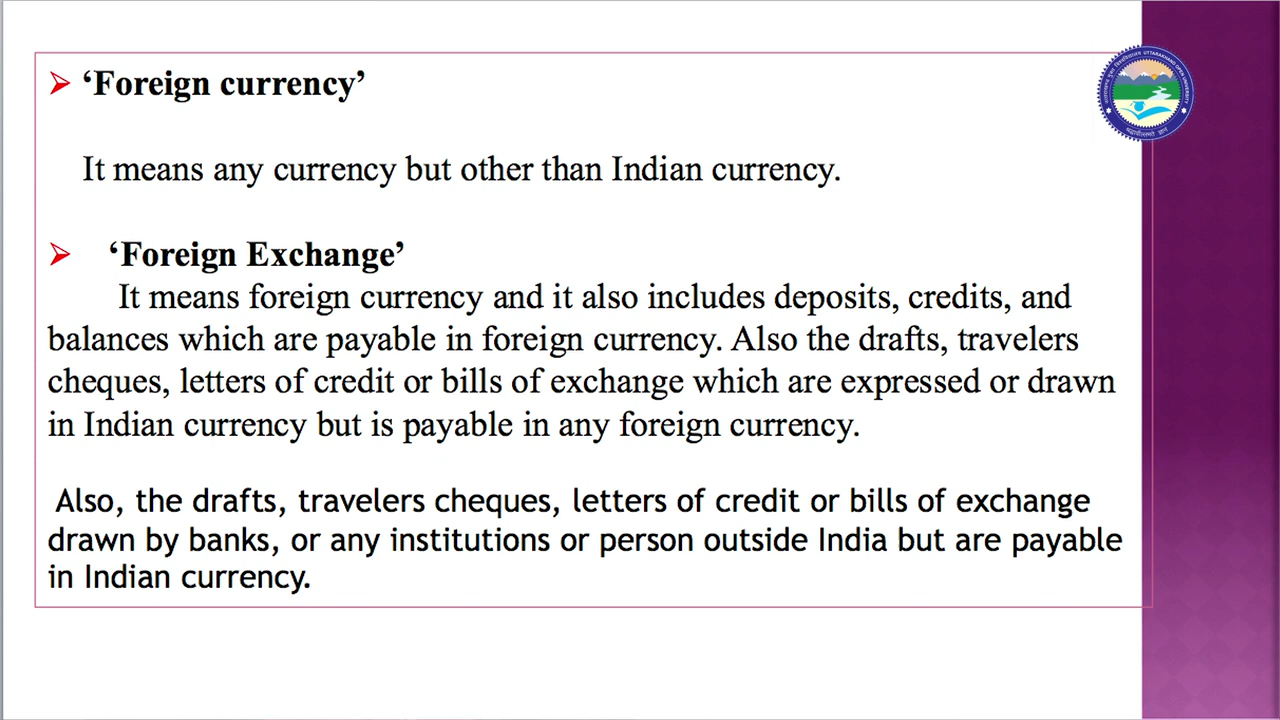 ‘Foreign currency’
It means any currency but other than Indian currency.
‘Foreign Exchange’
It means foreign currency and it also includes deposits, credits, and
balances which are payable in foreign currency. Also the drafts, travelers
cheques, letters of credit or bills of exchange which are expressed or drawn
in Indian currency but is payable in any foreign currency.
Also, the drafts, travelers cheques, letters of credit or bills of exchange
drawn by banks, or any institutions or person outside India but are payable
in Indian currency.
UTTARAKHAND OPEN UNIVERSITY